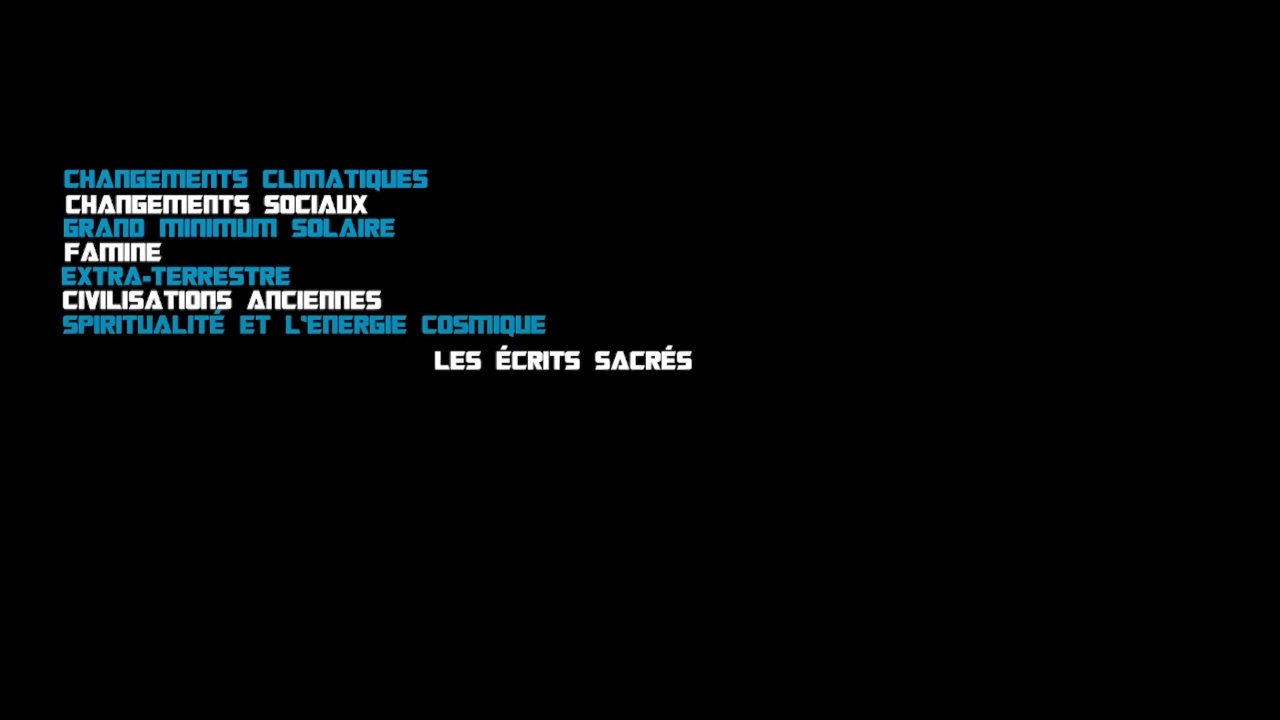 CHANGEMENTS CLIMATIQUES
CHANGEMENTS SOCIAUX
GRAND MINIMUM SOLAIRE
FAMINE
EXTRA-TERRESTRE
CIVILISATIONS ANCIENNES
SPIRITUALITÉ ET L'ENERGIE COSMIQUE
LES ÉCRITS SACRÉS